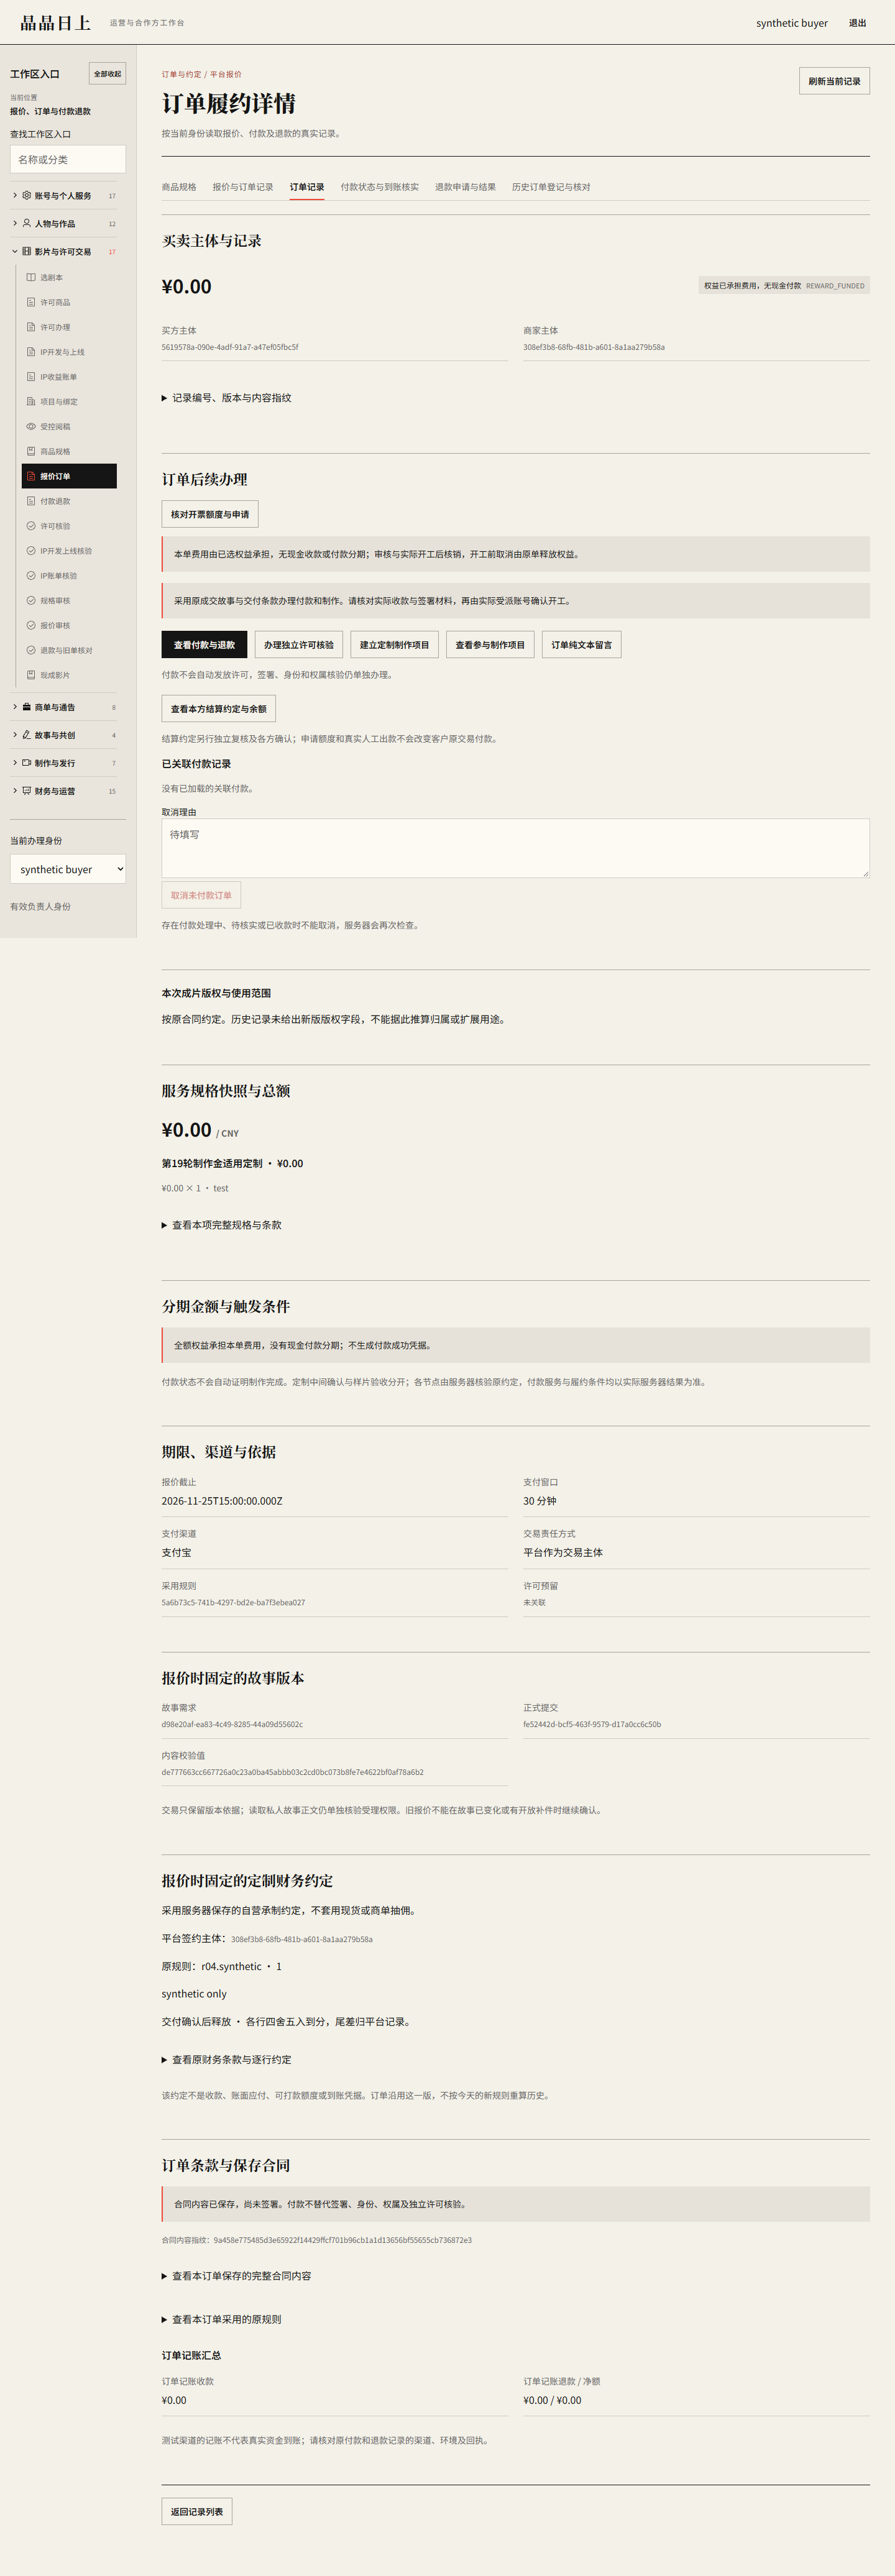 晶晶日上
运营与合作方工作台
synthetic buyer
退出
工作区入口
全部收起
当前位置
报价、订单与付款退款
查找工作区入口
名称或分类
账号与个人服务 17
人物与作品 12
影片与许可交易 17
选剧本
许可商品
许可办理
IP开发与上线
IP收益账单
项目与绑定
受控阅稿
商品规格
报价订单
付款退款
许可核验
IP开发上线核验
IP账单核验
规格审核
报价审核
退款与旧单核对
现成影片
商单与通告 8
故事与共创 4
制作与发行 7
财务与运营 15
当前办理身份
synthetic buyer
有效负责人身份
订单与约定 / 平台报价
订单履约详情
按当前身份读取报价、付款及退款的真实记录。
刷新当前记录
商品规格
报价与订单记录
订单记录
付款状态与到账核实
退款申请与结果
历史订单登记与核对
买卖主体与记录
¥0.00
权益已承担费用，无现金付款 REWARD_FUNDED
买方主体
5619578a-090e-4adf-91a7-a47ef05fbc5f
商家主体
308ef3b8-68fb-481b-a601-8a1aa279b58a
记录编号、版本与内容指纹
订单后续办理
核对开票额度与申请
本单费用由已选权益承担，无现金收款或付款分期；审核与实际开工后核销，开工前取消由原单释放权益。
采用原成交故事与交付条款办理付款和制作。请核对实际收款与签署材料，再由实际受派账号确认开工。
查看付款与退款
办理独立许可核验
建立定制制作项目
查看参与制作项目
订单纯文本留言
付款不会自动发放许可，签署、身份和权属核验仍单独办理。
查看本方结算约定与余额
结算约定另行独立复核及各方确认；申请额度和真实人工出款不会改变客户原交易付款。
已关联付款记录
没有已加载的关联付款。
取消理由
待填写
取消未付款订单
存在付款处理中、待核实或已收款时不能取消，服务器会再次检查。
本次成片版权与使用范围
按原合同约定。历史记录未给出新版版权字段，不能据此推算归属或扩展用途。
服务规格快照与总额
¥0.00 / CNY
第19轮制作金适用定制 · ¥0.00
¥0.00 × 1 · test
查看本项完整规格与条款
分期金额与触发条件
全额权益承担本单费用，没有现金付款分期；不生成付款成功凭据。
付款状态不会自动证明制作完成。定制中间确认与样片验收分开；各节点由服务器核验原约定，付款服务与履约条件均以实际服务器结果为准。
期限、渠道与依据
报价截止
2026-11-25T15:00:00.000Z
支付窗口
30 分钟
支付渠道
支付宝
交易责任方式
平台作为交易主体
采用规则
5a6b73c5-741b-4297-bd2e-ba7f3ebea027
许可预留
未关联
报价时固定的故事版本
故事需求
d98e20af-ea83-4c49-8285-44a09d55602c
正式提交
fe52442d-bcf5-463f-9579-d17a0cc6c50b
内容校验值
de777663cc667726a0c23a0ba45abbb03c2cd0bc073b8fe7e4622bf0af78a6b2
交易只保留版本依据；读取私人故事正文仍单独核验受理权限。旧报价不能在故事已变化或有开放补件时继续确认。
报价时固定的定制财务约定
采用服务器保存的自营承制约定，不套用现货或商单抽佣。
平台签约主体：308ef3b8-68fb-481b-a601-8a1aa279b58a
原规则：r04.synthetic · 1
synthetic only
交付确认后释放 · 各行四舍五入到分，尾差归平台记录。
查看原财务条款与逐行约定
该约定不是收款、账面应付、可打款额度或到账凭据。订单沿用这一版，不按今天的新规则重算历史。
订单条款与保存合同
合同内容已保存，尚未签署。付款不替代签署、身份、权属及独立许可核验。
合同内容指纹：9a458e775485d3e65922f14429ffcf701b96cb1a1d13656bf55655cb736872e3
查看本订单保存的完整合同内容
查看本订单采用的原规则
订单记账汇总
订单记账收款
¥0.00
订单记账退款 / 净额
¥0.00 / ¥0.00
测试渠道的记账不代表真实资金到账；请核对原付款和退款记录的渠道、环境及回执。
返回记录列表